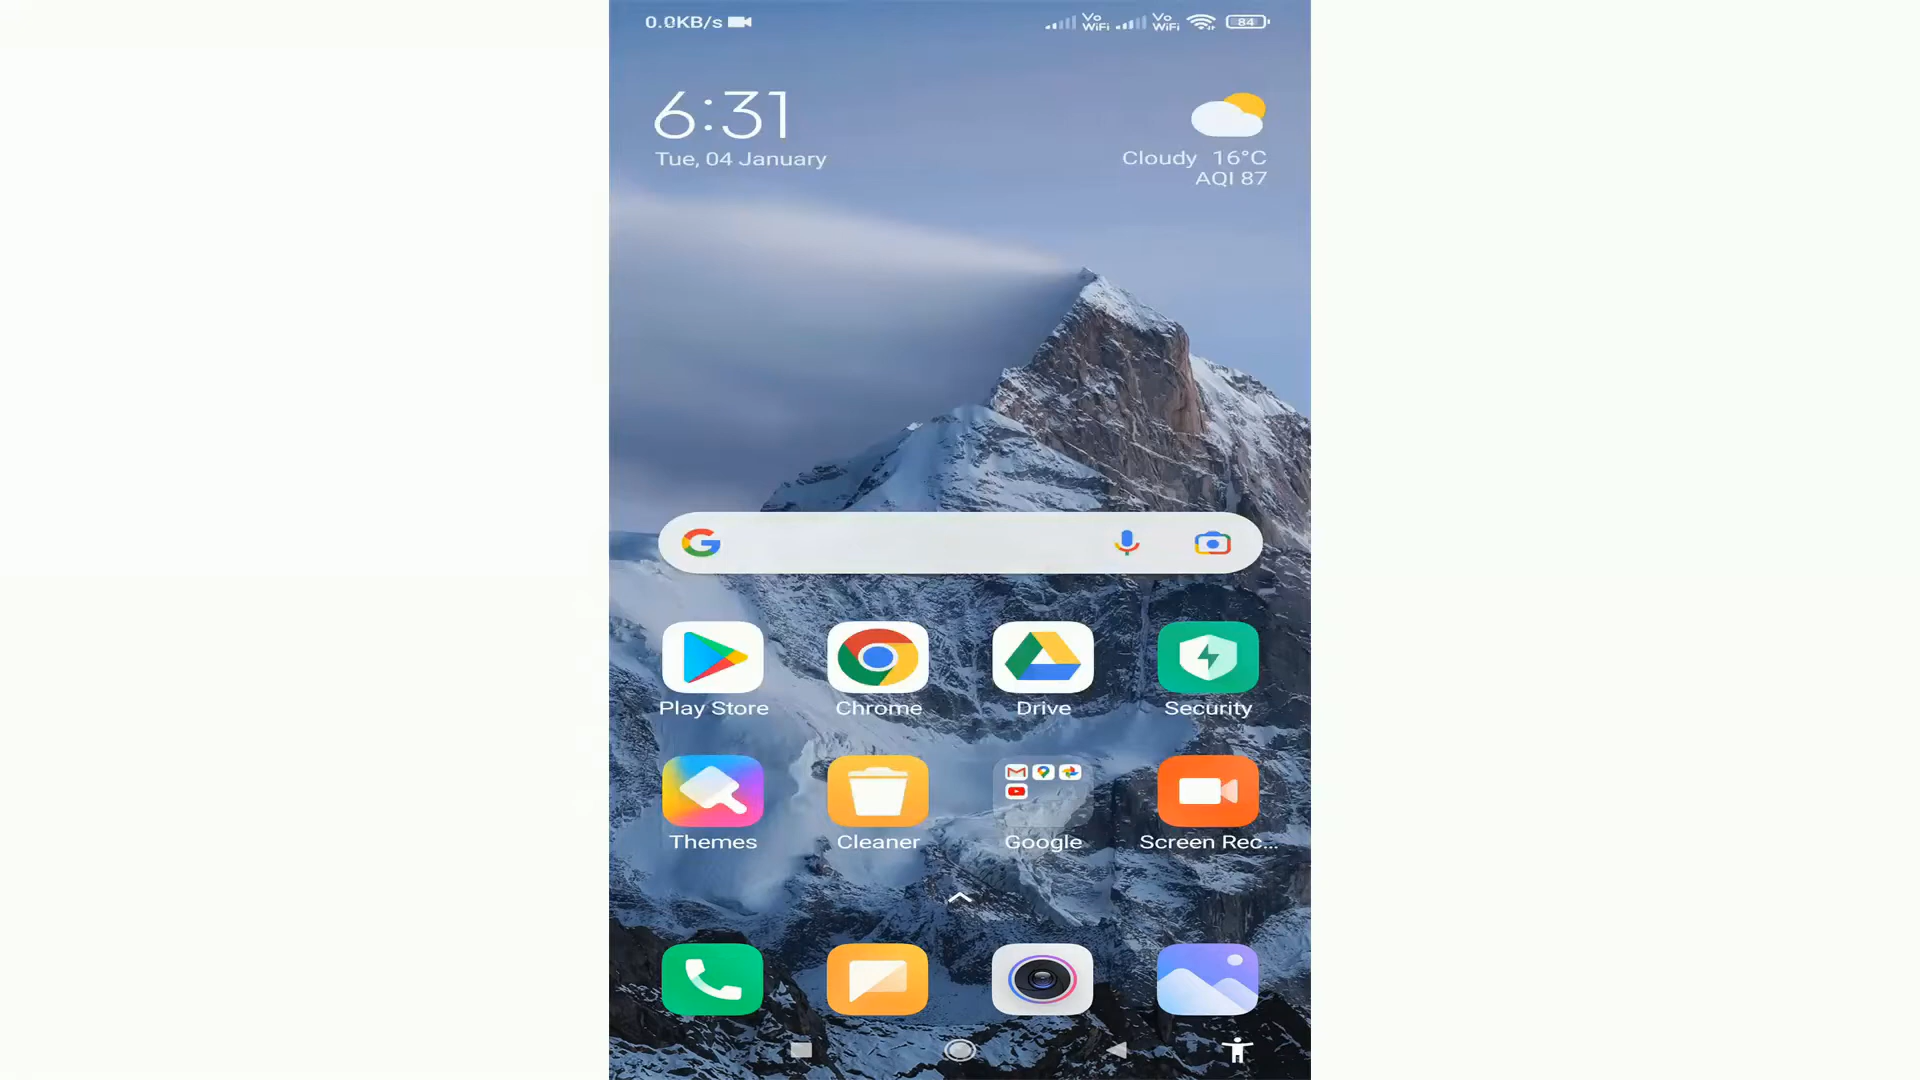 0.0KB/s Vo WiFi Vo WiFi 84
6:31
Tue, 04 January
Cloudy 16°C
AQI 87
Play Store Chrome Drive Security
Themes Cleaner Google Screen Rec...